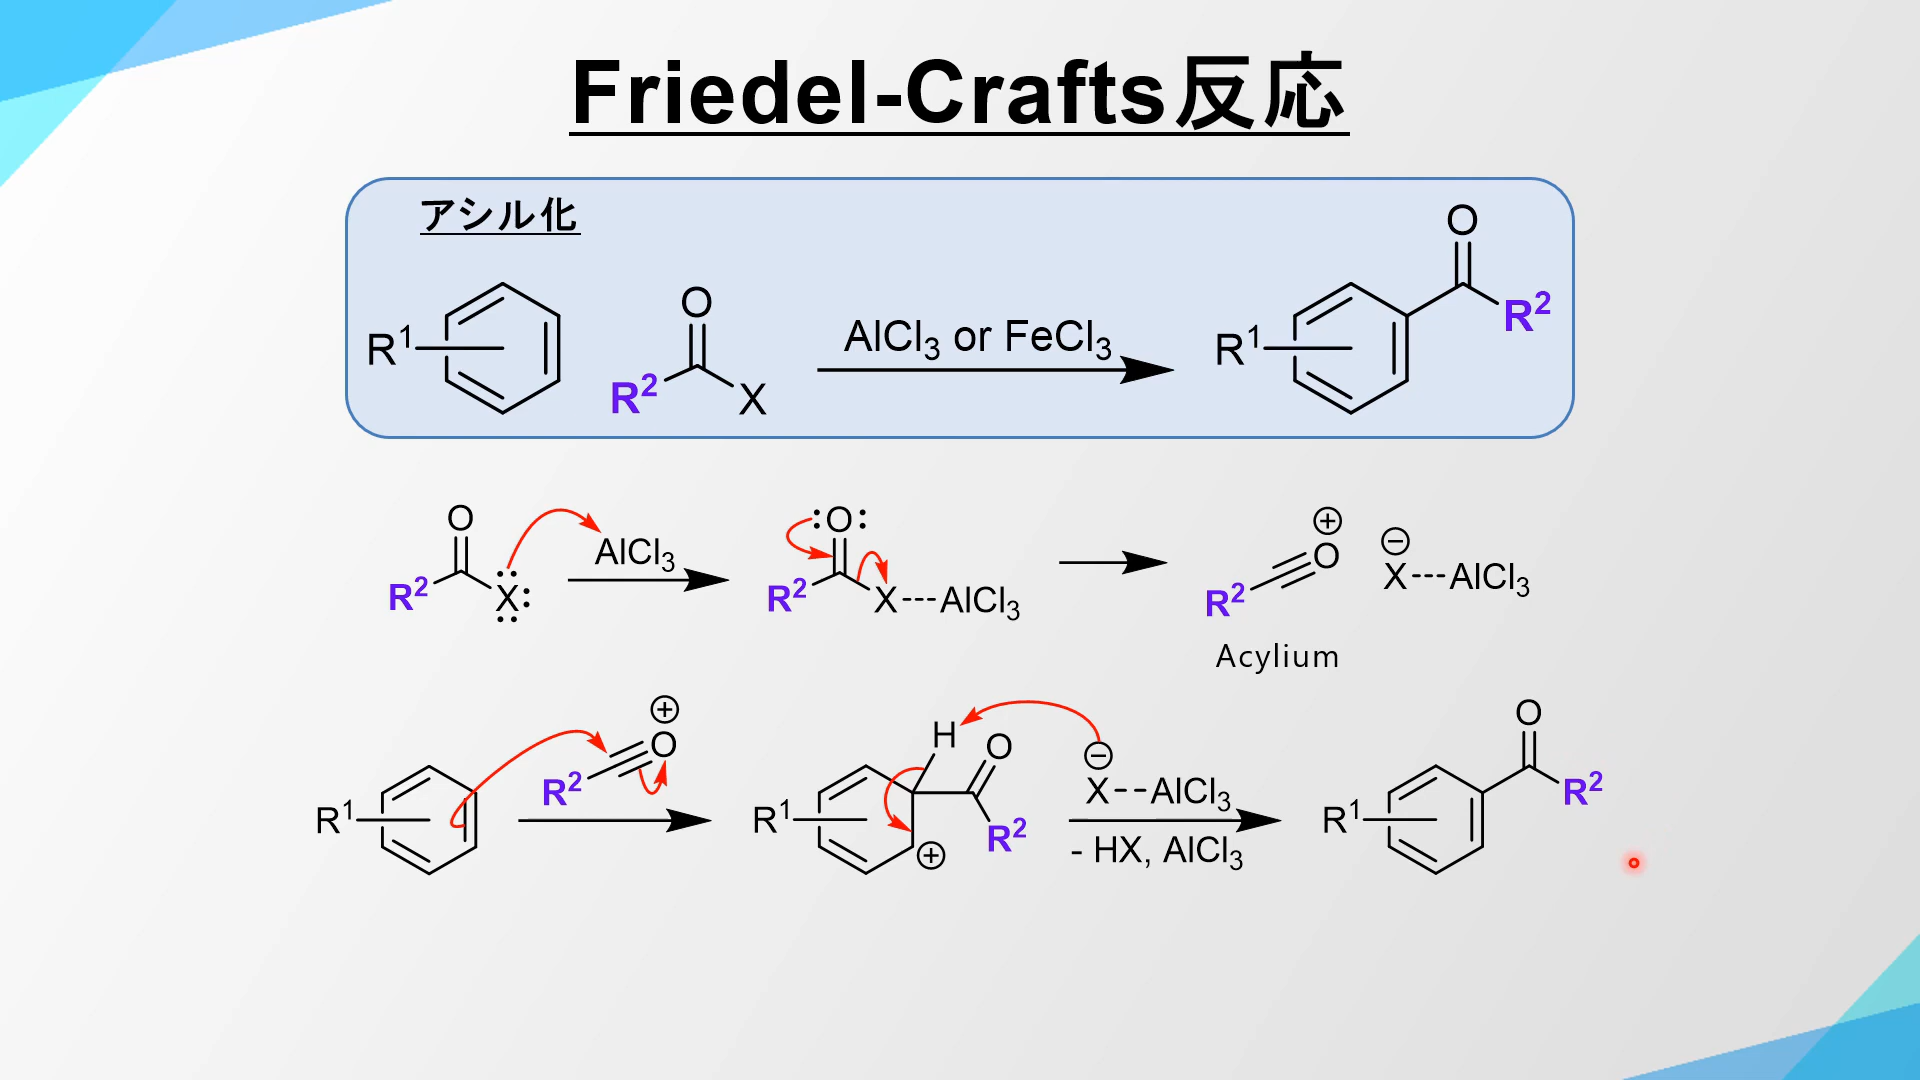 Friedel-Crafts反応
アシル化
R¹ R² O X AlCl₃ or FeCl₃ R¹ O R²
O R² X AlCl₃ O R² X---AlCl₃ ⊕ O R² ⊖ X---AlCl₃
Acylium
R¹ R² O ⊕ R¹ H O R² ⊕ ⊖ X--AlCl₃ R¹ O R²
- HX, AlCl₃